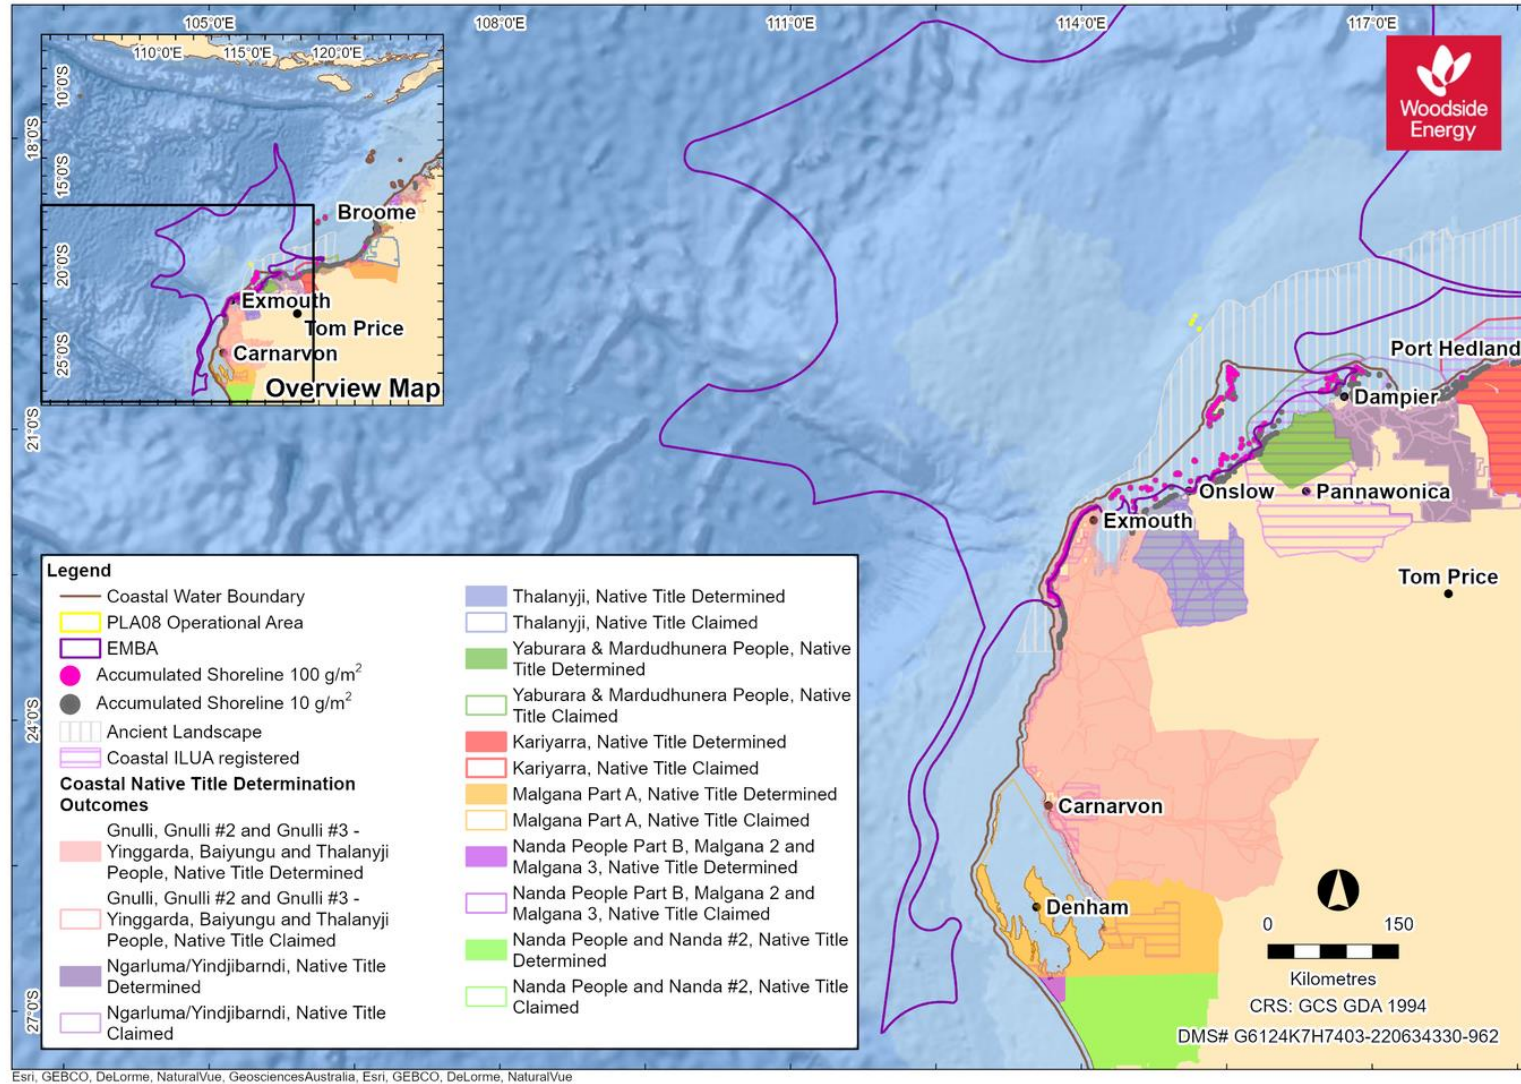 105°0'E
108°0'E
111°0'E
114°0'E
117°0'E
110°0'E
115°0'E
120°0'E
10°0'S
15°0'S
20°0'S
25°0'S
Broome
Exmouth
Tom Price
Carnarvon
Overview Map
18°0'S
21°0'S
24°0'S
27°0'S
Woodside
Energy
Port Hedland
Dampier
Onslow
Pannawonica
Exmouth
Tom Price
Carnarvon
Denham
Legend
Coastal Water Boundary
PLA08 Operational Area
EMBA
Accumulated Shoreline 100 g/m²
Accumulated Shoreline 10 g/m²
Ancient Landscape
Coastal ILUA registered
Coastal Native Title Determination
Outcomes
Gnulli, Gnulli #2 and Gnulli #3 -
Yinggarda, Baiyungu and Thalanyji
People, Native Title Determined
Gnulli, Gnulli #2 and Gnulli #3 -
Yinggarda, Baiyungu and Thalanyji
People, Native Title Claimed
Ngarluma/Yindjibarndi, Native Title
Determined
Ngarluma/Yindjibarndi, Native Title
Claimed
Thalanyji, Native Title Determined
Thalanyji, Native Title Claimed
Yaburara & Mardudhunera People, Native
Title Determined
Yaburara & Mardudhunera People, Native
Title Claimed
Kariyarra, Native Title Determined
Kariyarra, Native Title Claimed
Malgana Part A, Native Title Determined
Malgana Part A, Native Title Claimed
Nanda People Part B, Malgana 2 and
Malgana 3, Native Title Determined
Nanda People Part B, Malgana 2 and
Malgana 3, Native Title Claimed
Nanda People and Nanda #2, Native Title
Determined
Nanda People and Nanda #2, Native Title
Claimed
0 150
Kilometres
CRS: GCS GDA 1994
DMS# G6124K7H7403-220634330-962
Esri, GEBCO, DeLorme, NaturalVue, GeosciencesAustralia, Esri, GEBCO, DeLorme, NaturalVue